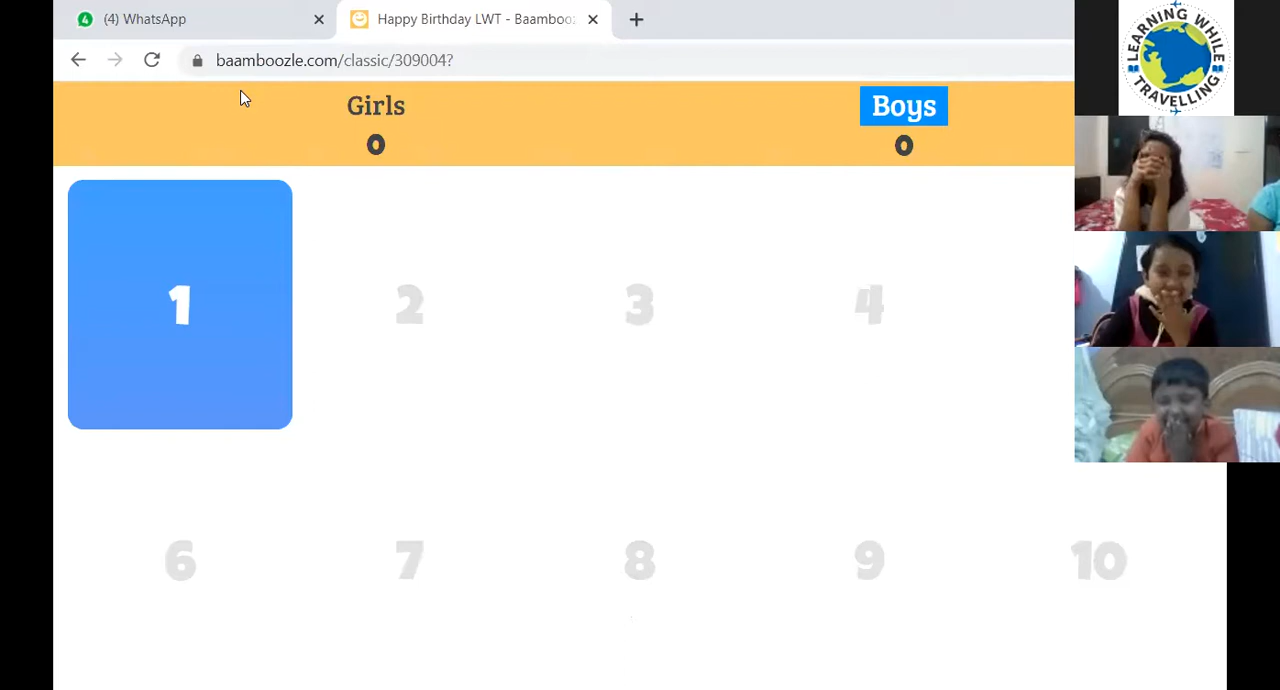 (4) WhatsApp
Happy Birthday LWT - Baambooz
baamboozle.com/classic/309004?
Girls
0
Boys
0
1
2
3
4
6
7
8
9
10
LEARNING WHILE
TRAVELLING